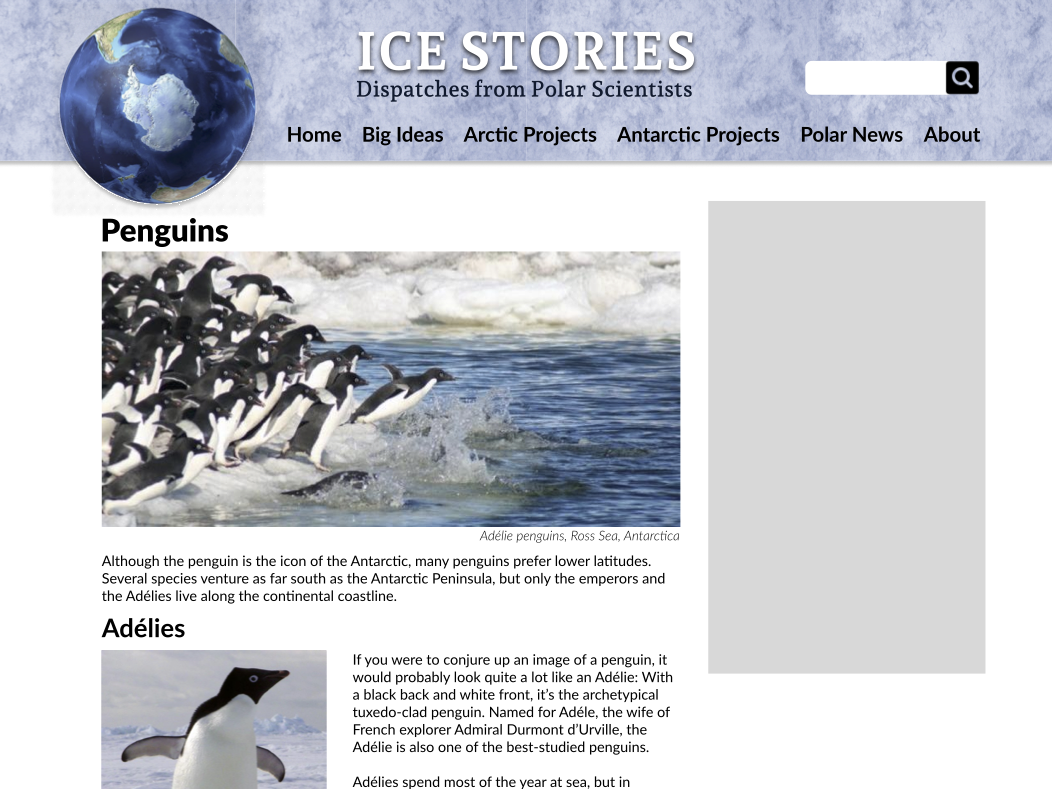 ICE STORIES
Dispatches from Polar Scientists
Home Big Ideas Arctic Projects Antarctic Projects Polar News About
Penguins
Adélie penguins, Ross Sea, Antarctica
Although the penguin is the icon of the Antarctic, many penguins prefer lower latitudes.
Several species venture as far south as the Antarctic Peninsula, but only the emperors and
the Adélies live along the continental coastline.
Adélies
If you were to conjure up an image of a penguin, it
would probably look quite a lot like an Adélie: With
a black back and white front, it's the archetypical
tuxedo-clad penguin. Named for Adéle, the wife of
French explorer Admiral Durmont d'Urville, the
Adélie is also one of the best-studied penguins.
Adélies spend most of the year at sea, but in